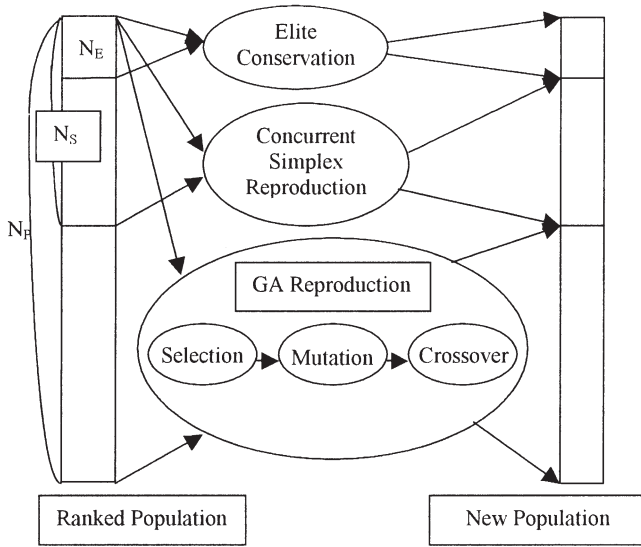 N_E
Elite
Conservation
N_S
Concurrent
Simplex
Reproduction
N_P
GA Reproduction
Selection
Mutation
Crossover
Ranked Population
New Population